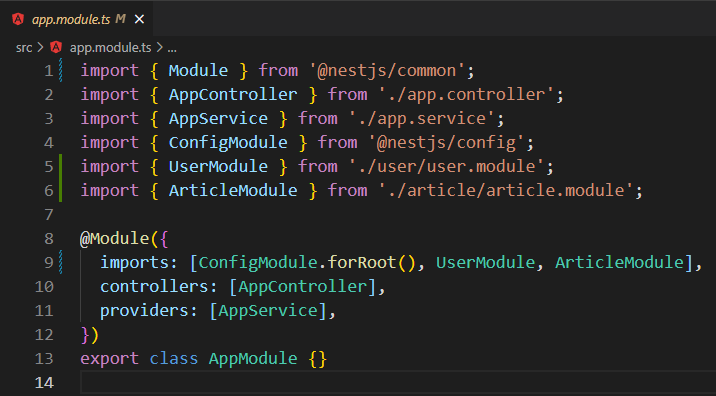 app.module.ts M ×
src > app.module.ts > ...
1 import { Module } from '@nestjs/common';
2 import { AppController } from './app.controller';
3 import { AppService } from './app.service';
4 import { ConfigModule } from '@nestjs/config';
5 import { UserModule } from './user/user.module';
6 import { ArticleModule } from './article/article.module';
7
8 @Module({
9   imports: [ConfigModule.forRoot(), UserModule, ArticleModule],
10   controllers: [AppController],
11   providers: [AppService],
12 })
13 export class AppModule {}
14